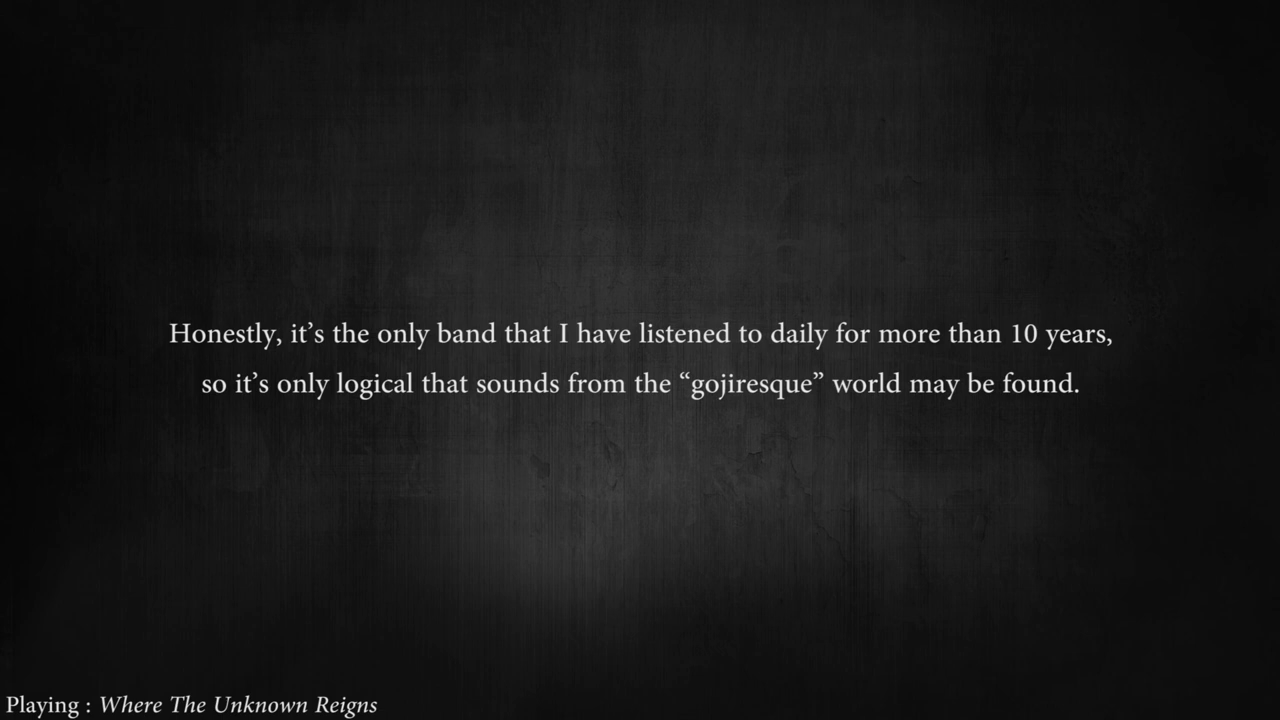 Honestly, it’s the only band that I have listened to daily for more than 10 years,
so it’s only logical that sounds from the “gojiresque” world may be found.
Playing : Where The Unknown Reigns